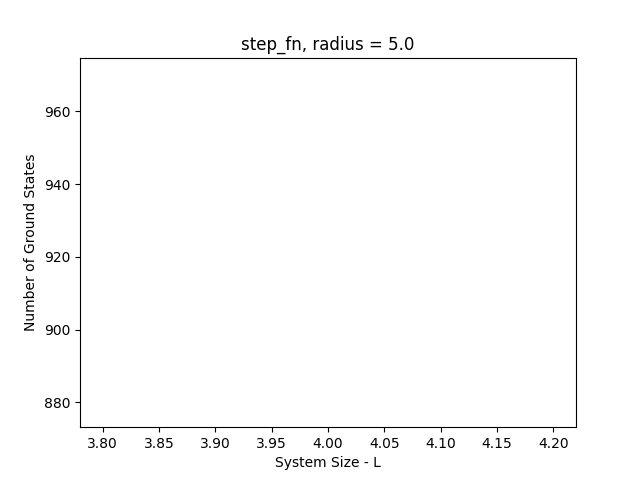 step_fn, radius = 5.0
Number of Ground States
960
940
920
900
880
3.80 3.85 3.90 3.95 4.00 4.05 4.10 4.15 4.20
System Size - L